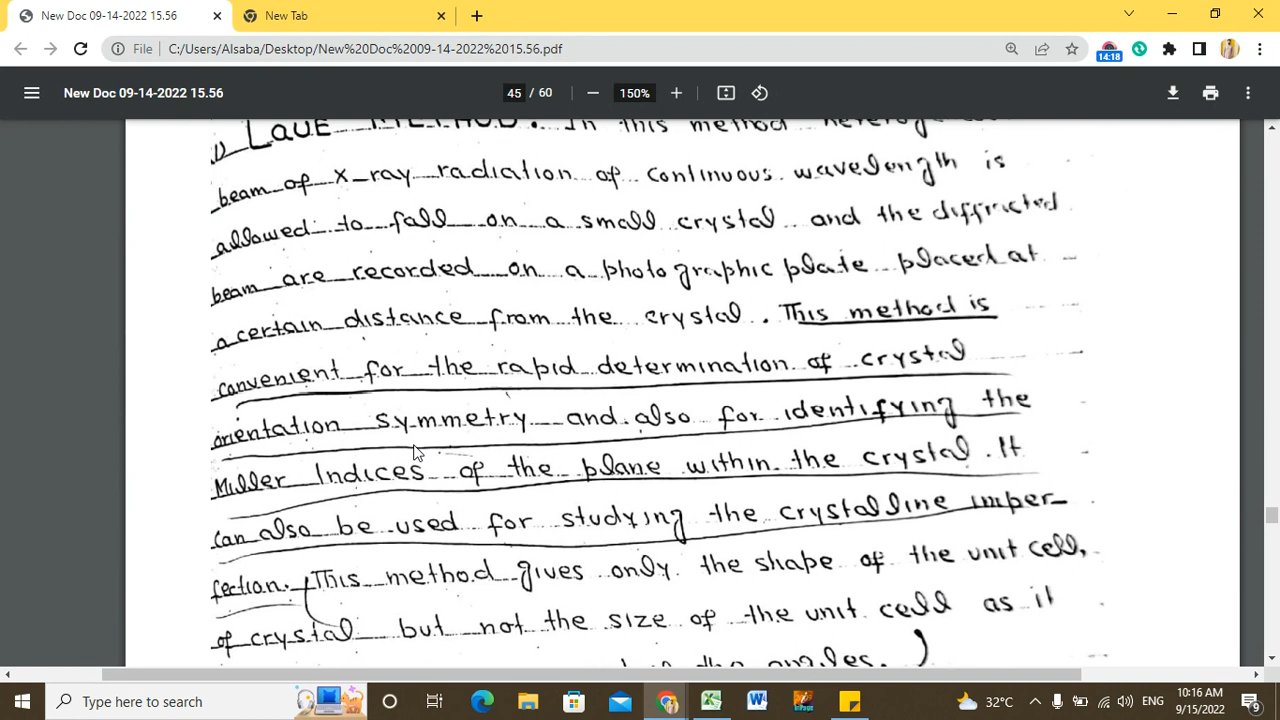 New Doc 09-14-2022 15.56
New Tab
File C:/Users/Alsaba/Desktop/New%20Doc%2009-14-2022%2015.56.pdf
14:18
New Doc 09-14-2022 15.56
45 / 60
150%
1) LAUE METHOD. In this method
beam of x-ray radiation of continuous wavelength is
allowed to fall on a small crystal and the diffracted
beam are recorded on a photographic plate placed at
a certain distance from the crystal. This method is
convenient for the rapid determination of crystal
orientation symmetry and also for identifying the
Miller Indices of the plane within the crystal. It
can also be used for studying the crystalline imper-
fection. This method gives only the shape of the unit cell,
of crystal but not the size of the unit cell as it
the angles.)
Type here to search
32°C
ENG
10:16 AM
9/15/2022
9